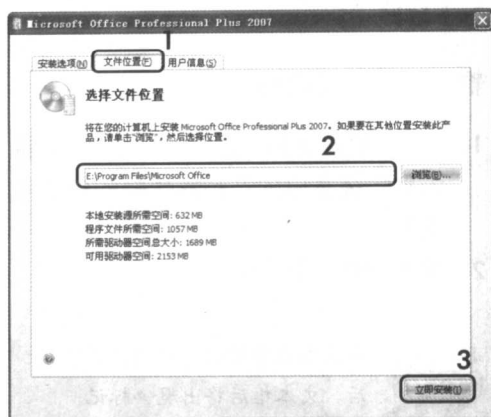 Microsoft Office Professional Plus 2007
1
安装选项(N) 文件位置(F) 用户信息(S)
选择文件位置
将在您的计算机上安装 Microsoft Office Professional Plus 2007。如果要在其他位置安装此产
品，请单击“浏览”，然后选择位置。
2
E:\Program Files\Microsoft Office
浏览(B)...
本地安装源所需空间: 632 MB
程序文件所需空间: 1057 MB
所需驱动器空间总大小: 1689 MB
可用驱动器空间: 2153 MB
3
立即安装(I)